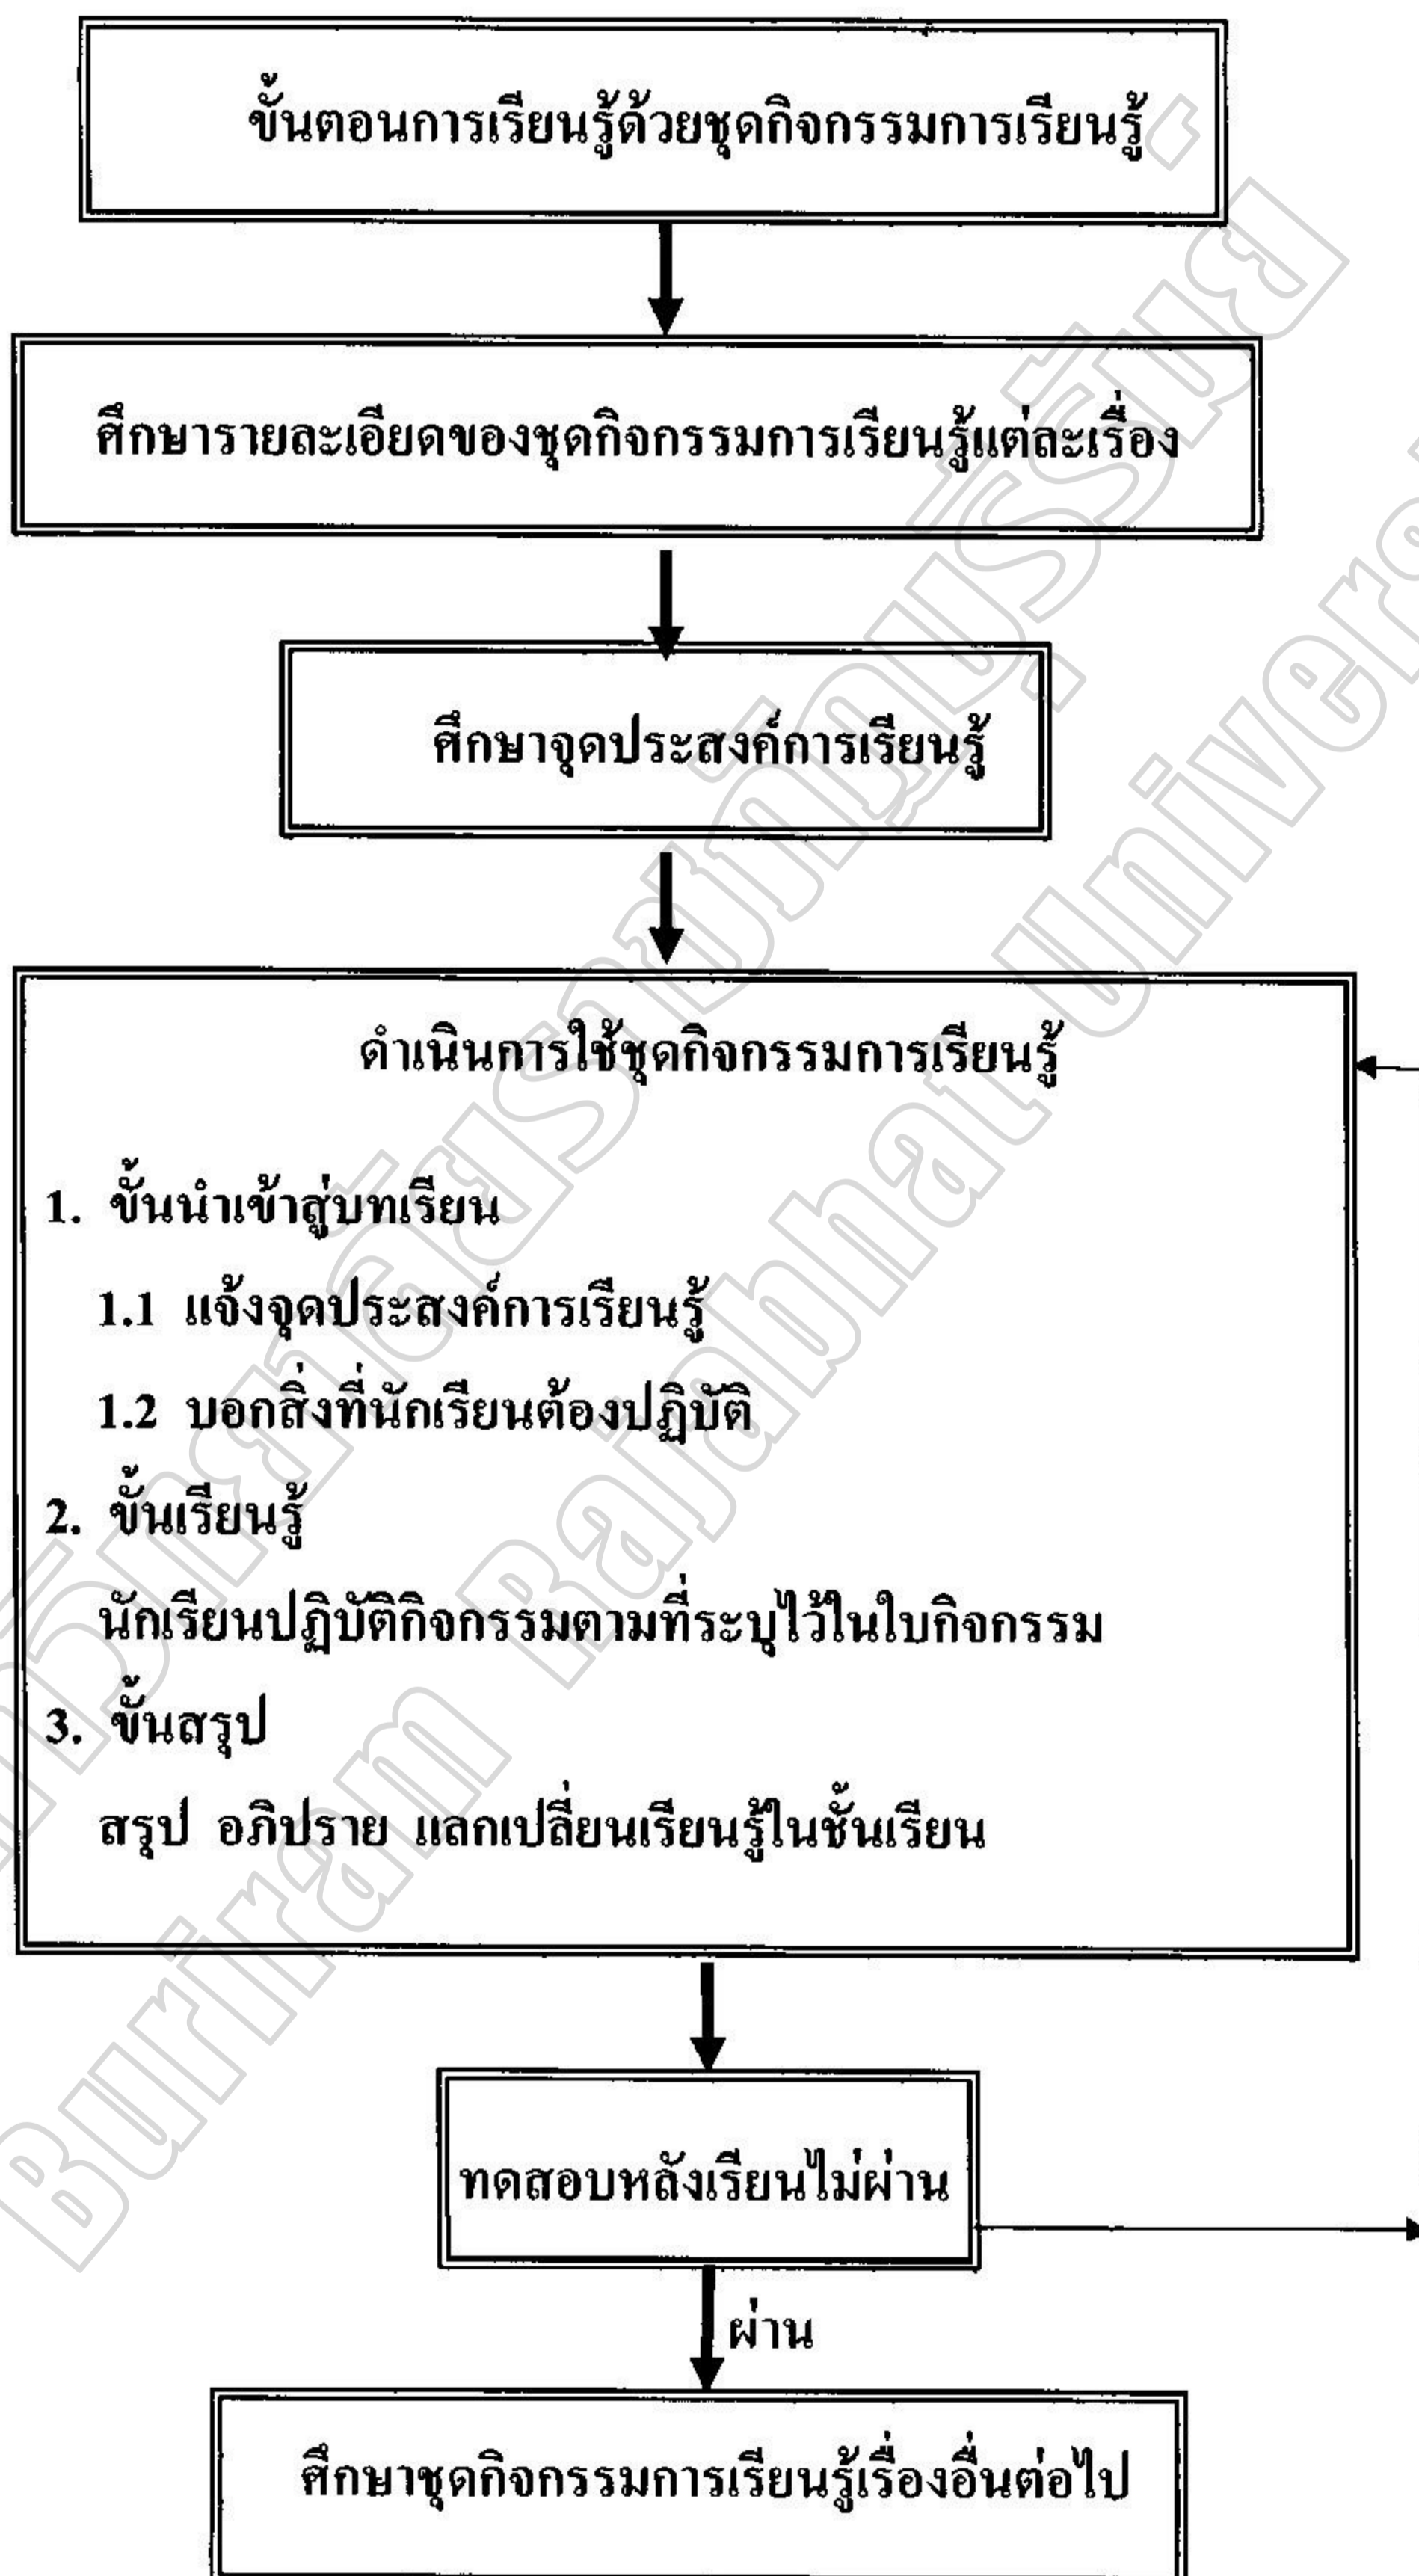 ขั้นตอนการเรียนรู้ด้วยชุดกิจกรรมการเรียนรู้
ศึกษารายละเอียดของชุดกิจกรรมการเรียนรู้แต่ละเรื่อง
ศึกษาจุดประสงค์การเรียนรู้
ดำเนินการใช้ชุดกิจกรรมการเรียนรู้
1. ขั้นนำเข้าสู่บทเรียน
1.1 แจ้งจุดประสงค์การเรียนรู้
1.2 บอกสิ่งที่นักเรียนต้องปฏิบัติ
2. ขั้นเรียนรู้
นักเรียนปฏิบัติกิจกรรมตามที่ระบุไว้ในใบกิจกรรม
3. ขั้นสรุป
สรุป อภิปราย แลกเปลี่ยนเรียนรู้ในชั้นเรียน
ทดสอบหลังเรียนไม่ผ่าน
ผ่าน
ศึกษาชุดกิจกรรมการเรียนรู้เรื่องอื่นต่อไป
Buriram Rajabhat